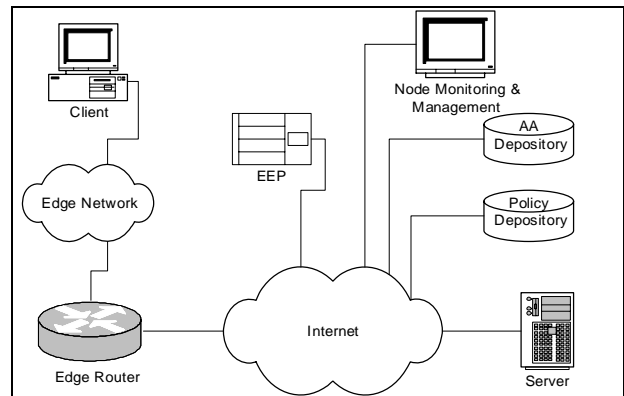 Client
Node Monitoring &
Management
AA
Depository
EEP
Edge Network
Policy
Depository
Internet
Edge Router
Server